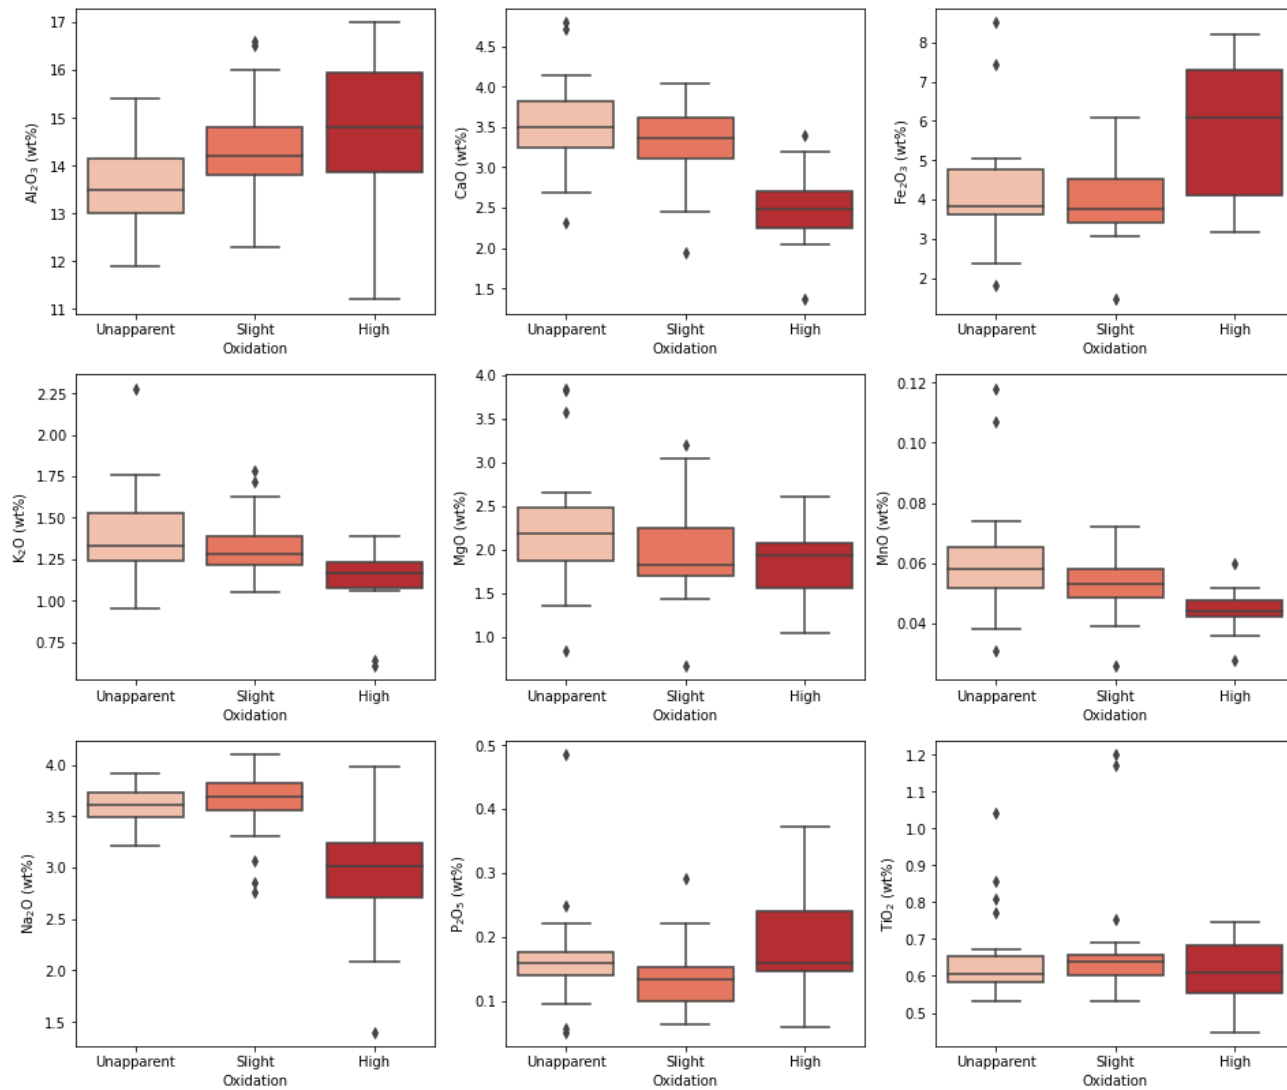 17
16
15
14
13
12
11
Al₂O₃ (wt%)
Unapparent Slight High
Oxidation
4.5
4.0
3.5
3.0
2.5
2.0
1.5
CaO (wt%)
Unapparent Slight High
Oxidation
8
7
6
5
4
3
2
Fe₂O₃ (wt%)
Unapparent Slight High
Oxidation
2.25
2.00
1.75
1.50
1.25
1.00
0.75
K₂O (wt%)
Unapparent Slight High
Oxidation
4.0
3.5
3.0
2.5
2.0
1.5
1.0
MgO (wt%)
Unapparent Slight High
Oxidation
0.12
0.10
0.08
0.06
0.04
MnO (wt%)
Unapparent Slight High
Oxidation
4.0
3.5
3.0
2.5
2.0
1.5
Na₂O (wt%)
Unapparent Slight High
Oxidation
0.5
0.4
0.3
0.2
0.1
P₂O₅ (wt%)
Unapparent Slight High
Oxidation
1.2
1.1
1.0
0.9
0.8
0.7
0.6
0.5
TiO₂ (wt%)
Unapparent Slight High
Oxidation